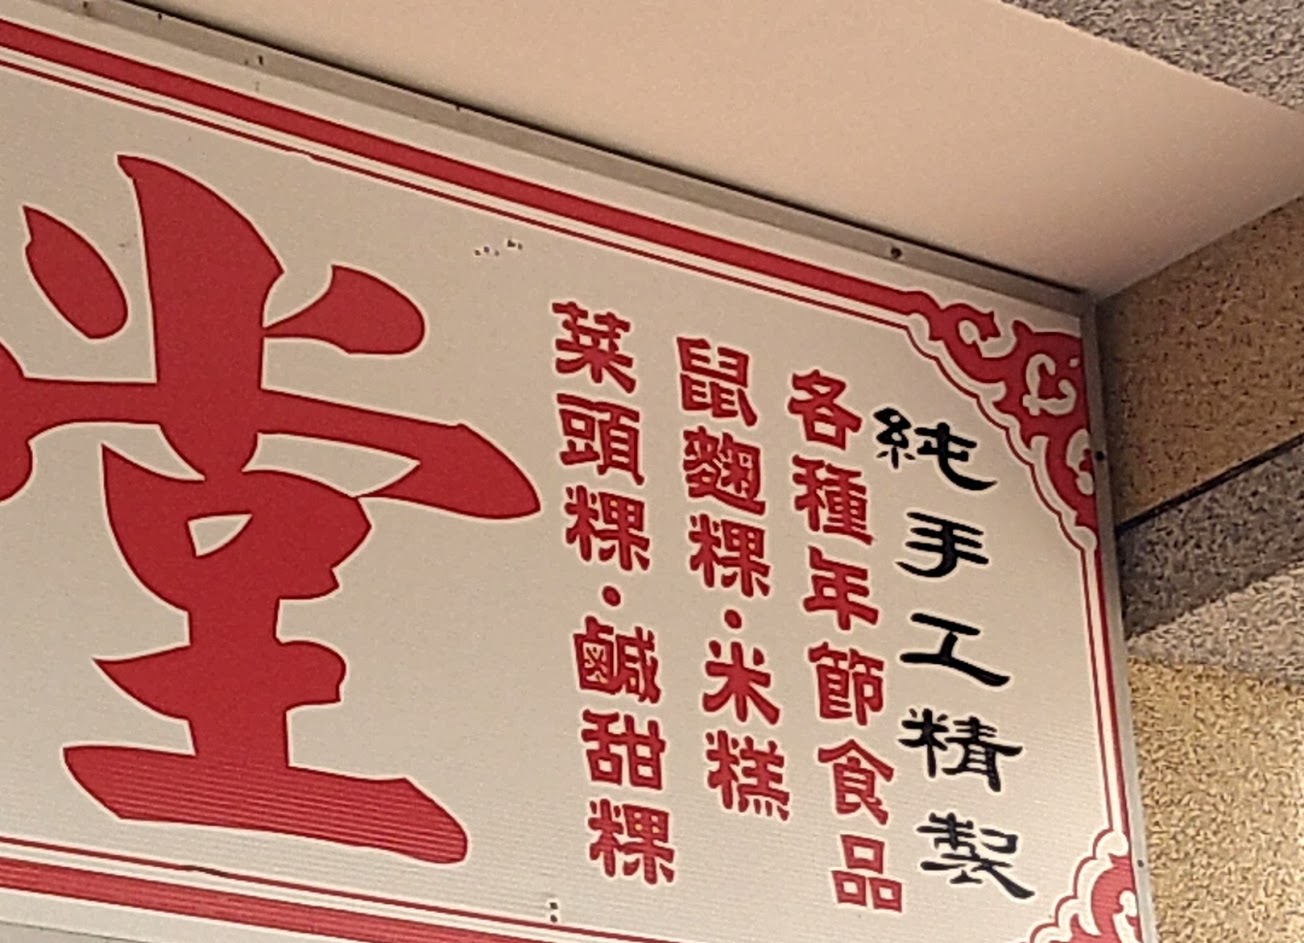 純手工精製
各種年節食品
鼠麴粿·米糕
菜頭粿·鹹甜粿
堂